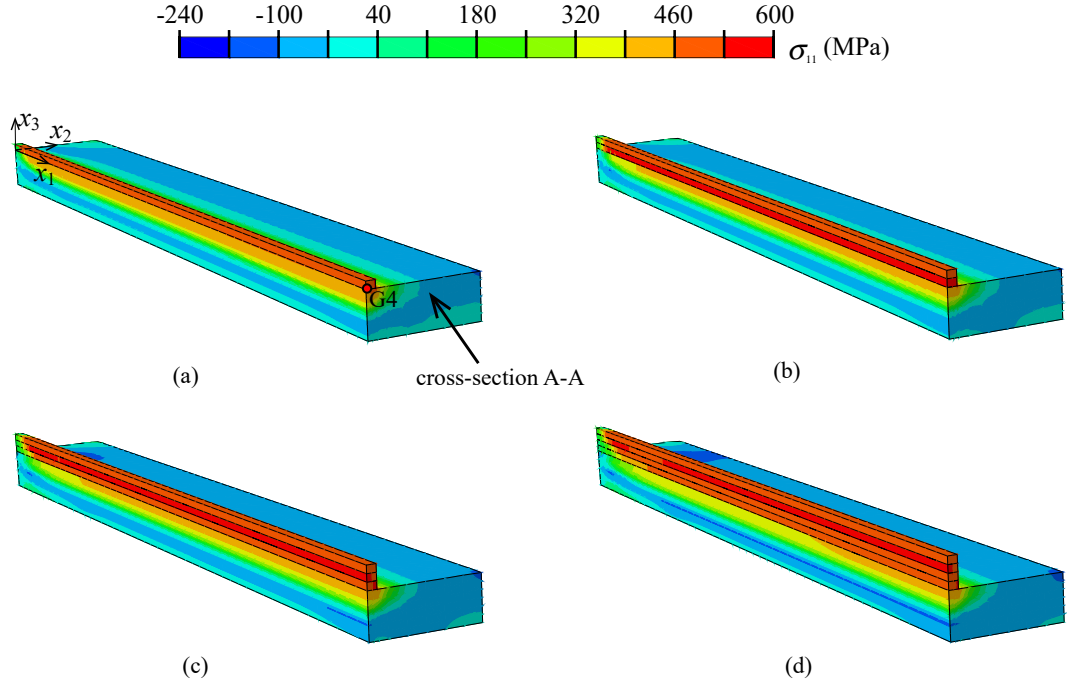 -240 -100 40 180 320 460 600
σ₁₁ (MPa)
x₃
x₂
x₁
G4
cross-section A-A
(a)
(b)
(c)
(d)